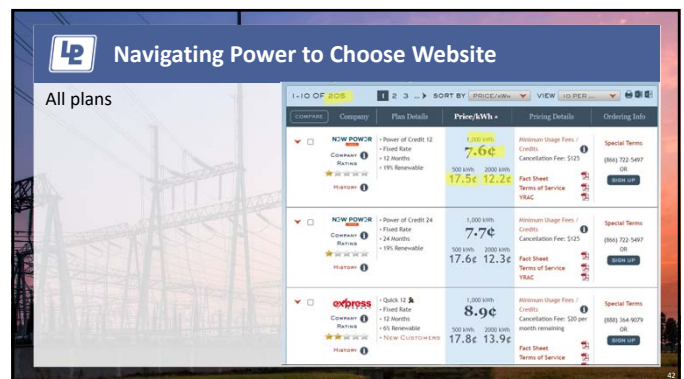 LP Navigating Power to Choose Website
All plans
1-10 OF 205 1 2 3 ... SORT BY PRICE/kWh VIEW 10 PER ...
COMPARE Company Plan Details Price/kWh Pricing Details Ordering Info
NOW POWER
COMPANY
RATING
HISTORY
• Power of Credit 12
• Fixed Rate
• 12 Months
• 19% Renewable
1,000 kWh
7.6¢
500 kWh 2000 kWh
17.5¢ 12.2¢
Minimum Usage Fees /
Credits
Cancellation Fee: $125
Fact Sheet
Terms of Service
YRAC
Special Terms
(866) 722-5497
OR
SIGN UP
NOW POWER
COMPANY
RATING
HISTORY
• Power of Credit 24
• Fixed Rate
• 24 Months
• 19% Renewable
1,000 kWh
7.7¢
500 kWh 2000 kWh
17.6¢ 12.3¢
Minimum Usage Fees /
Credits
Cancellation Fee: $125
Fact Sheet
Terms of Service
YRAC
Special Terms
(866) 722-5497
OR
SIGN UP
express
COMPANY
RATING
HISTORY
• Quick 12
• Fixed Rate
• 12 Months
• 6% Renewable
• NEW CUSTOMERS
1,000 kWh
8.9¢
500 kWh 2000 kWh
17.8¢ 13.9¢
Minimum Usage Fees /
Credits
Cancellation Fee: $20 per
month remaining
Fact Sheet
Terms of Service
Special Terms
(888) 364-9079
OR
SIGN UP
42